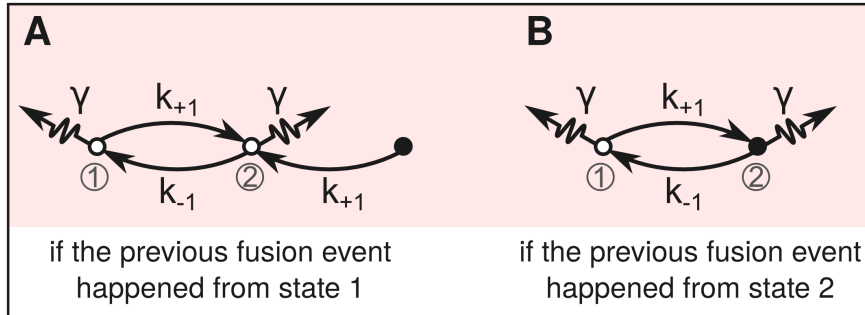 A
B
γ k₊₁ γ
① k₋₁ ② k₊₁
γ k₊₁ γ
① k₋₁ ②
if the previous fusion event
happened from state 1
if the previous fusion event
happened from state 2